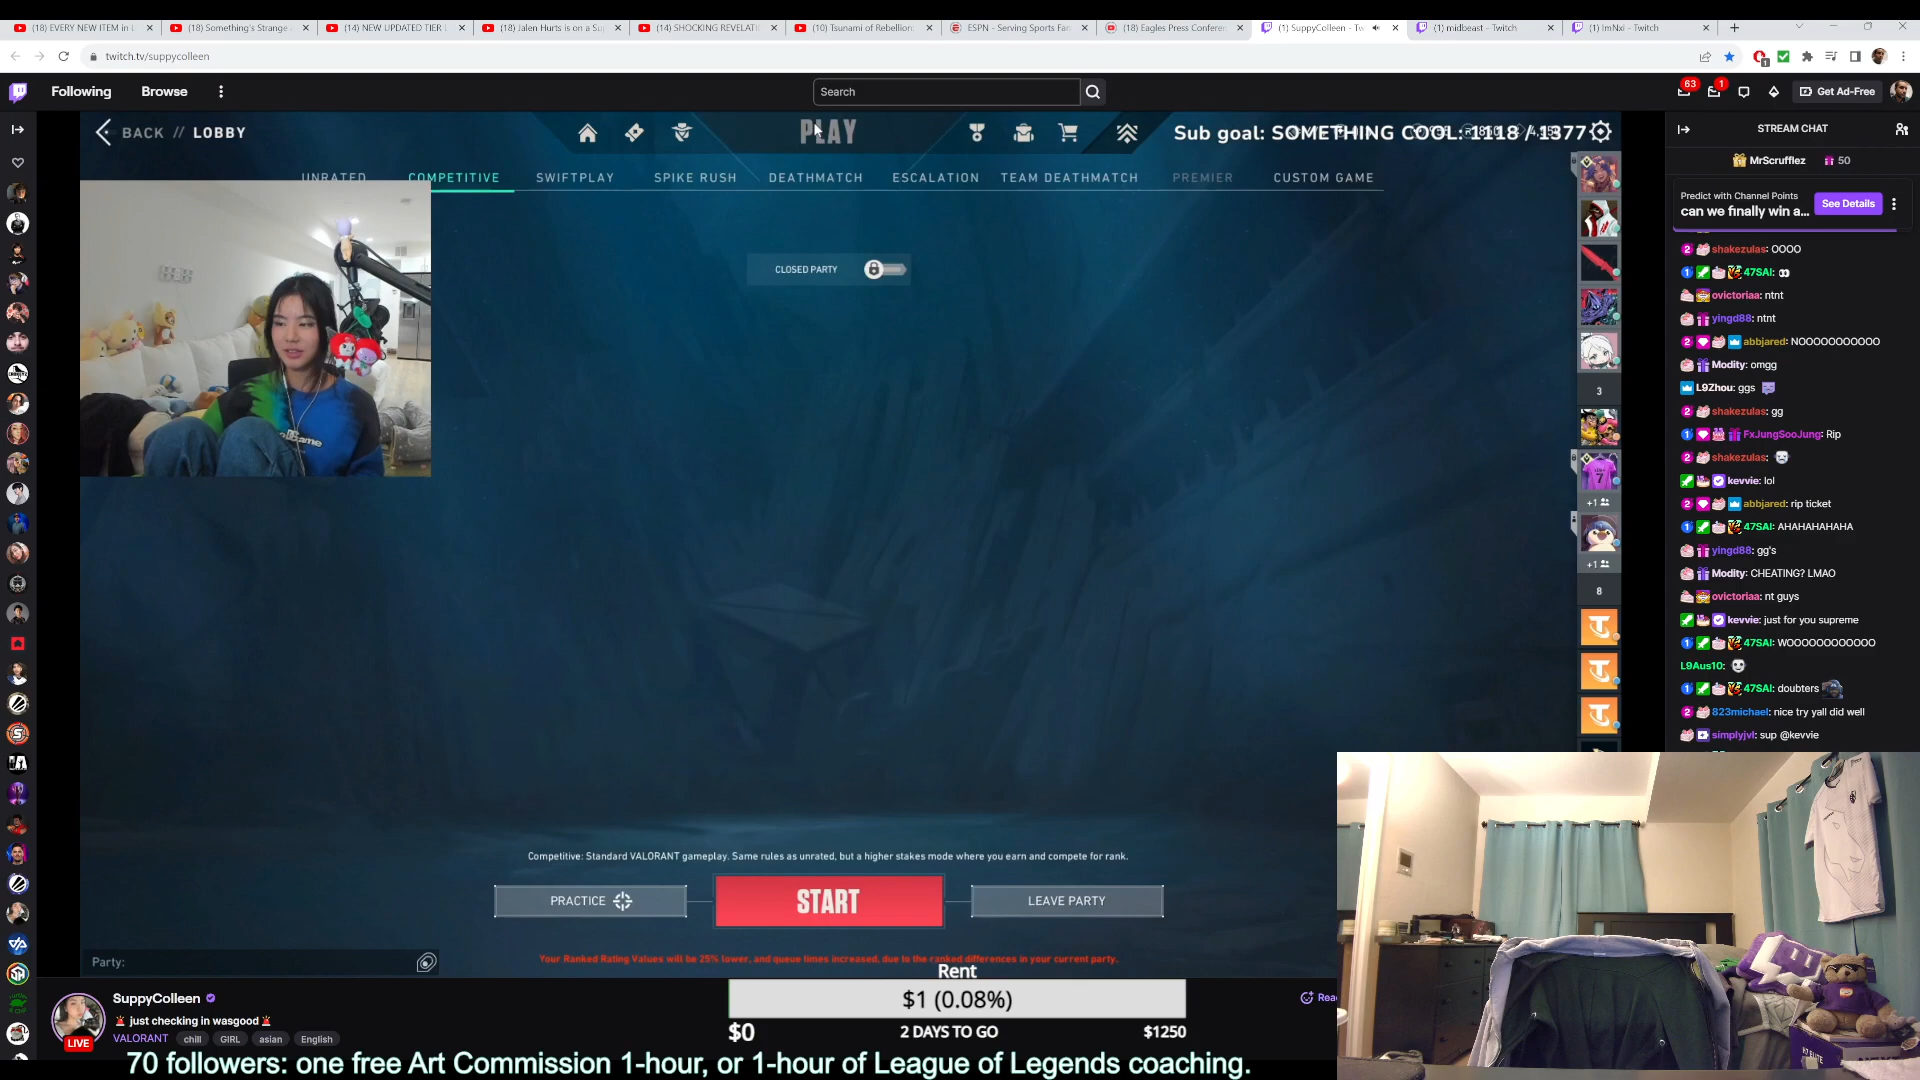 (18) EVERY NEW ITEM in L
(18) Something's Strange
(14) NEW UPDATED TIER L
(18) Jalen Hurts is on a Su
(14) SHOCKING REVELATI
(10) Tsunami of Rebellion
ESPN - Serving Sports Fan
(18) Eagles Press Conferen
(1) SuppyColleen - Tw
(1) midbeast - Twitch
(1) ImNxi - Twitch
twitch.tv/suppycolleen
Following
Browse
Search
63
1
Get Ad-Free
BACK // LOBBY
PLAY
Sub goal: SOMETHING COOL: 1118 / 1377
UNRATED
COMPETITIVE
SWIFTPLAY
SPIKE RUSH
DEATHMATCH
ESCALATION
TEAM DEATHMATCH
PREMIER
CUSTOM GAME
CLOSED PARTY
3
+1
+1
8
STREAM CHAT
MrScrufflez 50
Predict with Channel Points
can we finally win a...
See Details
shakezulas: OOOO
47SAI:
ovictoriaa: ntnt
yingd88: ntnt
abbjared: NOOOOOOOOOOO
Modity: omgg
L9Zhou: ggs
shakezulas: gg
FxJungSooJung: Rip
shakezulas:
kevvie: lol
abbjared: rip ticket
47SAI: AHAHAHAHAHA
yingd88: gg's
Modity: CHEATING? LMAO
ovictoriaa: nt guys
kevvie: just for you supreme
47SAI: WOOOOOOOOOOOO
L9Aus10:
47SAI: doubters
823michael: nice try yall did well
simplyjvl: sup @kevvie
Competitive: Standard VALORANT gameplay. Same rules as unrated, but a higher stakes mode where you earn and compete for rank.
PRACTICE
START
LEAVE PARTY
Party:
Your Ranked Rating Values will be 25% lower, and queue times increased, due to the ranked differences in your current party.
Rent
$1 (0.08%)
$0
2 DAYS TO GO
$1250
SuppyColleen
just checking in wasgood
LIVE
VALORANT
chill
GIRL
asian
English
Rea
70 followers: one free Art Commission 1-hour, or 1-hour of League of Legends coaching.